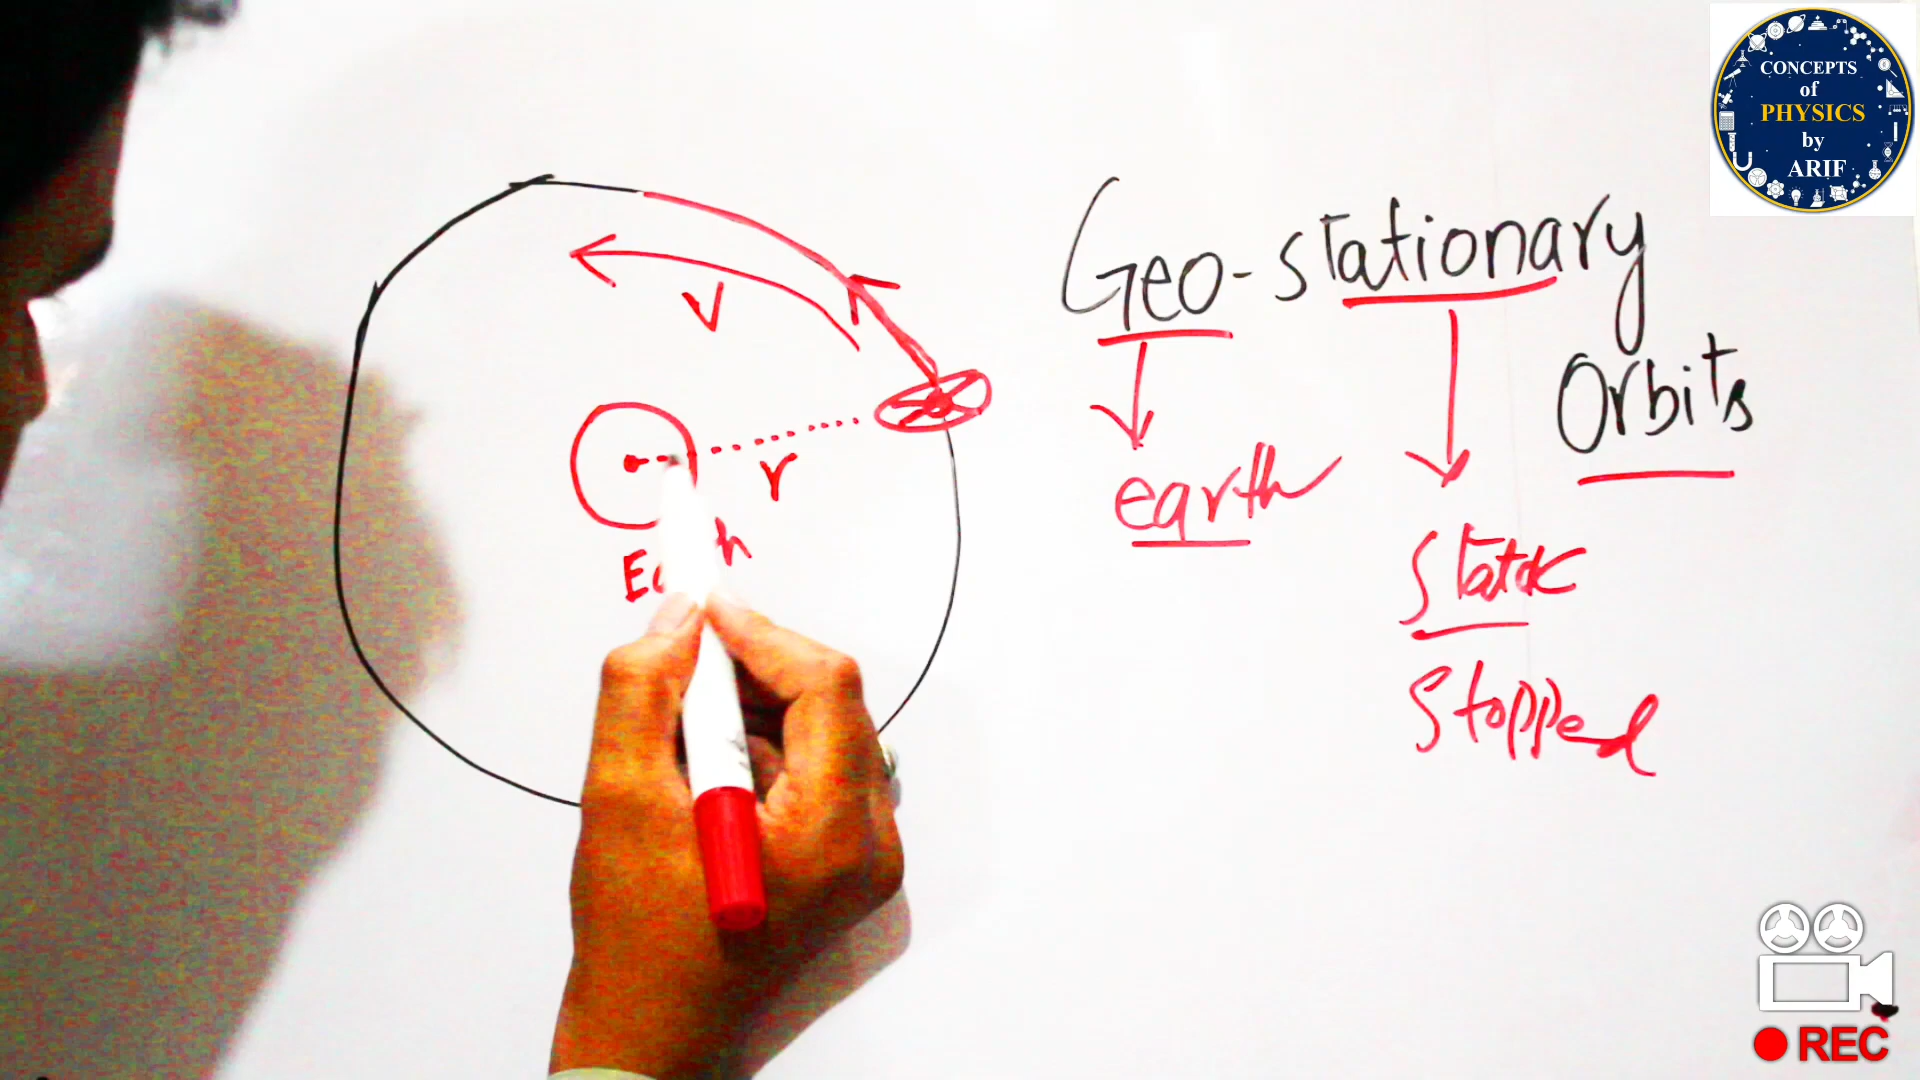 CONCEPTS
of
PHYSICS
by
ARIF
Geo-stationary
Orbits
V
r
earth
static
stopped
REC